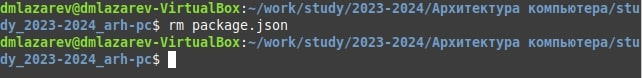 dmlazarev@dmlazarev-VirtualBox:~/work/study/2023-2024/Архитектура компьютера/stu
dy_2023-2024_arh-pc$ rm package.json
dmlazarev@dmlazarev-VirtualBox:~/work/study/2023-2024/Архитектура компьютера/stu
dy_2023-2024_arh-pc$